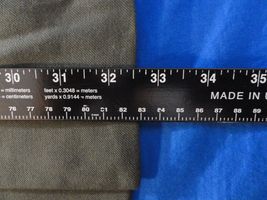 30 31 32 33 34 35
= millimeters feet x 0.3048 = meters
= centimeters yards x 0.9144 = meters
MADE IN
76 77 78 79 80 81 82 83 84 85 86 87 88 89